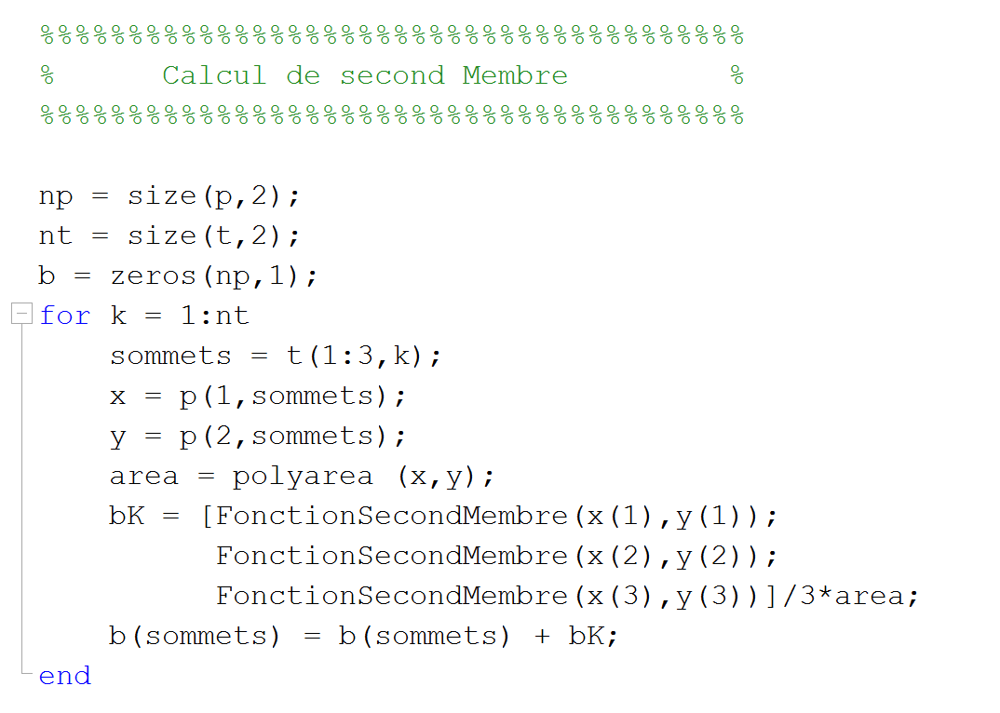 %%%%%%%%%%%%%%%%%%%%%%%%%%%%%%%%%%%%%%%%
%      Calcul de second Membre         %
%%%%%%%%%%%%%%%%%%%%%%%%%%%%%%%%%%%%%%%%
np = size(p,2);
nt = size(t,2);
b = zeros(np,1);
for k = 1:nt
    sommets = t(1:3,k);
    x = p(1,sommets);
    y = p(2,sommets);
    area = polyarea (x,y);
    bK = [FonctionSecondMembre(x(1),y(1));
          FonctionSecondMembre(x(2),y(2));
          FonctionSecondMembre(x(3),y(3))]/3*area;
    b(sommets) = b(sommets) + bK;
end